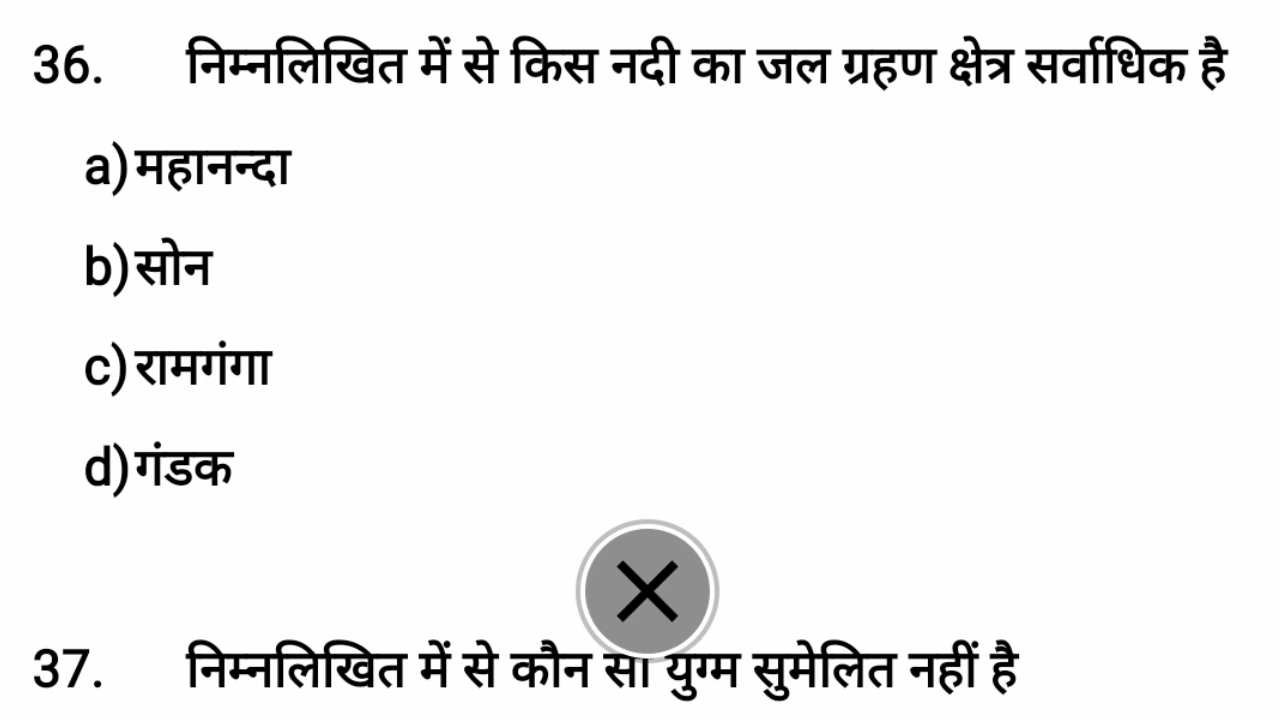 36. निम्नलिखित में से किस नदी का जल ग्रहण क्षेत्र सर्वाधिक है
a) महानन्दा
b) सोन
c) रामगंगा
d) गंडक
37. निम्नलिखित में से कौन सा युग्म सुमेलित नहीं है